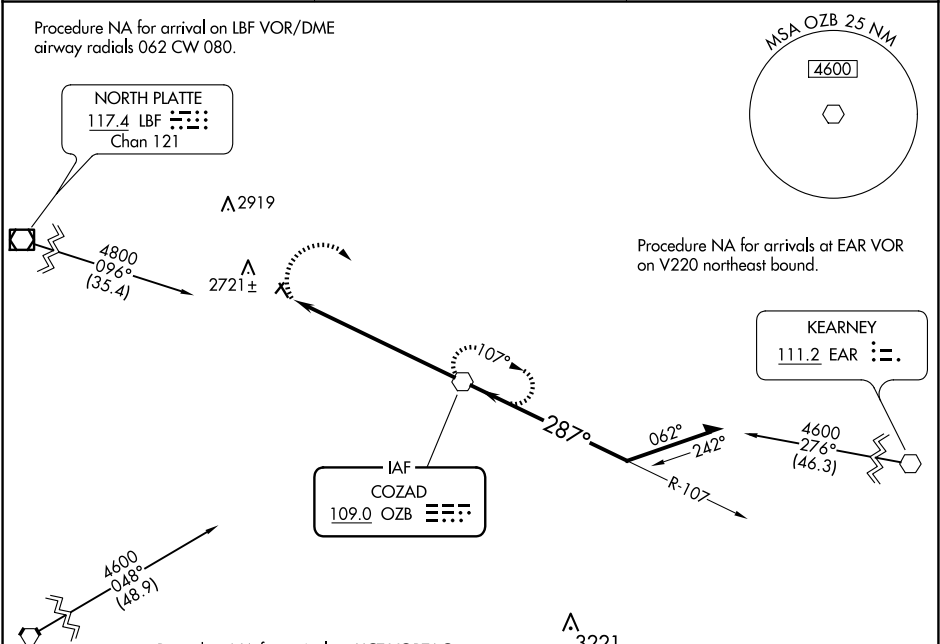 Procedure NA for arrival on LBF VOR/DME
airway radials 062 CW 080.
MSA OZB 25 NM
4600
NORTH PLATTE
117.4 LBF
Chan 121
2919
4800
096°
(35.4)
2721±
Procedure NA for arrivals at EAR VOR
on V220 northeast bound.
KEARNEY
111.2 EAR
107°
287°
062°
242°
4600
276°
(46.3)
R-107
IAF
COZAD
109.0 OZB
4600
048°
(48.9)
3221